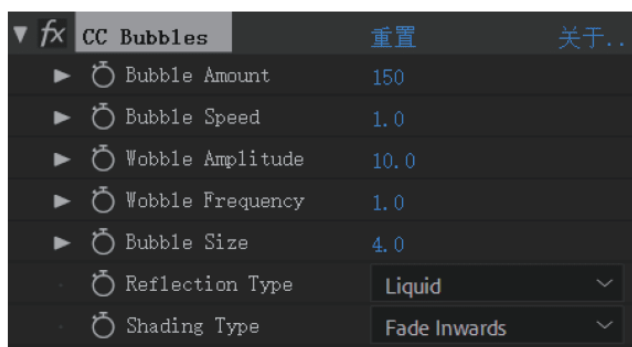 fx CC Bubbles 重置 关于..
Bubble Amount 150
Bubble Speed 1.0
Wobble Amplitude 10.0
Wobble Frequency 1.0
Bubble Size 4.0
Reflection Type Liquid
Shading Type Fade Inwards